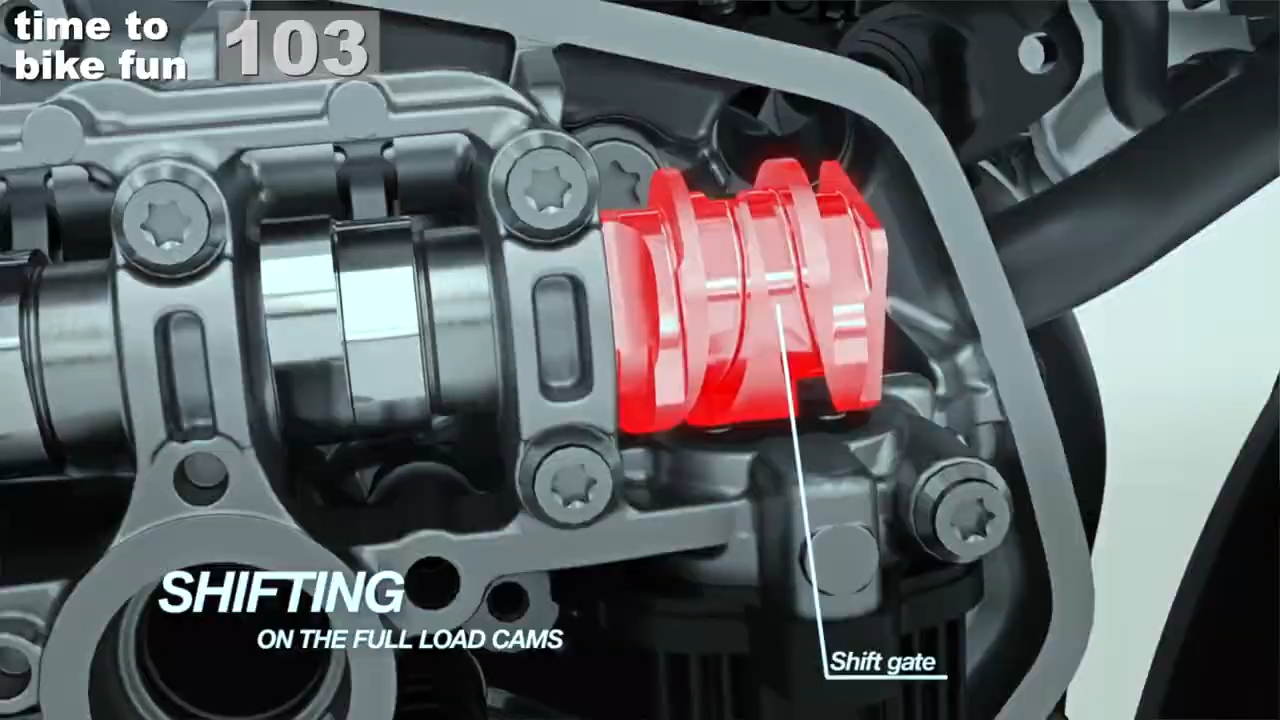 time to
bike fun
103
SHIFTING
ON THE FULL LOAD CAMS
Shift gate